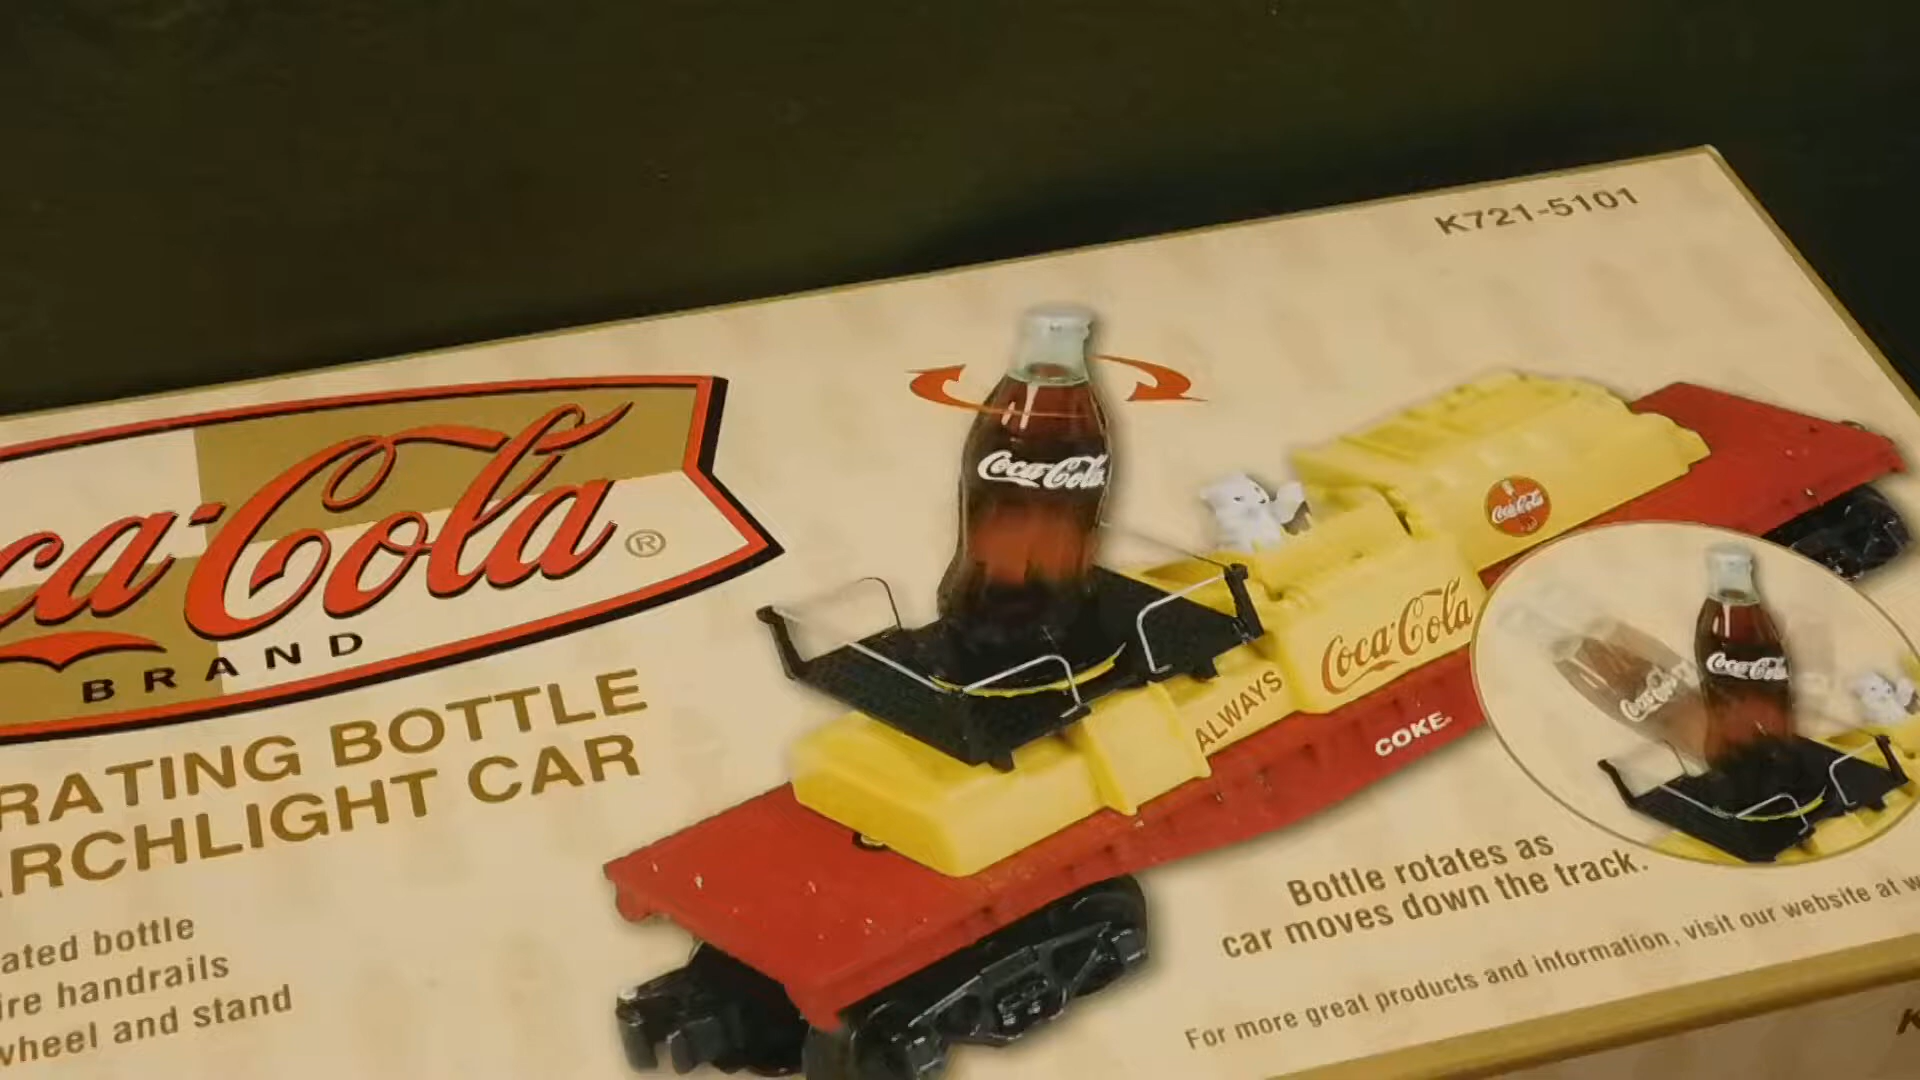 K721-5101
ca-Cola ®
BRAND
RATING BOTTLE
RCHLIGHT CAR
ated bottle
ire handrails
wheel and stand
Coca-Cola
Coca-Cola
Coca-Cola
ALWAYS
COKE
Coca-Cola
Coca-Cola
Bottle rotates as
car moves down the track.
For more great products and information, visit our website at w
K